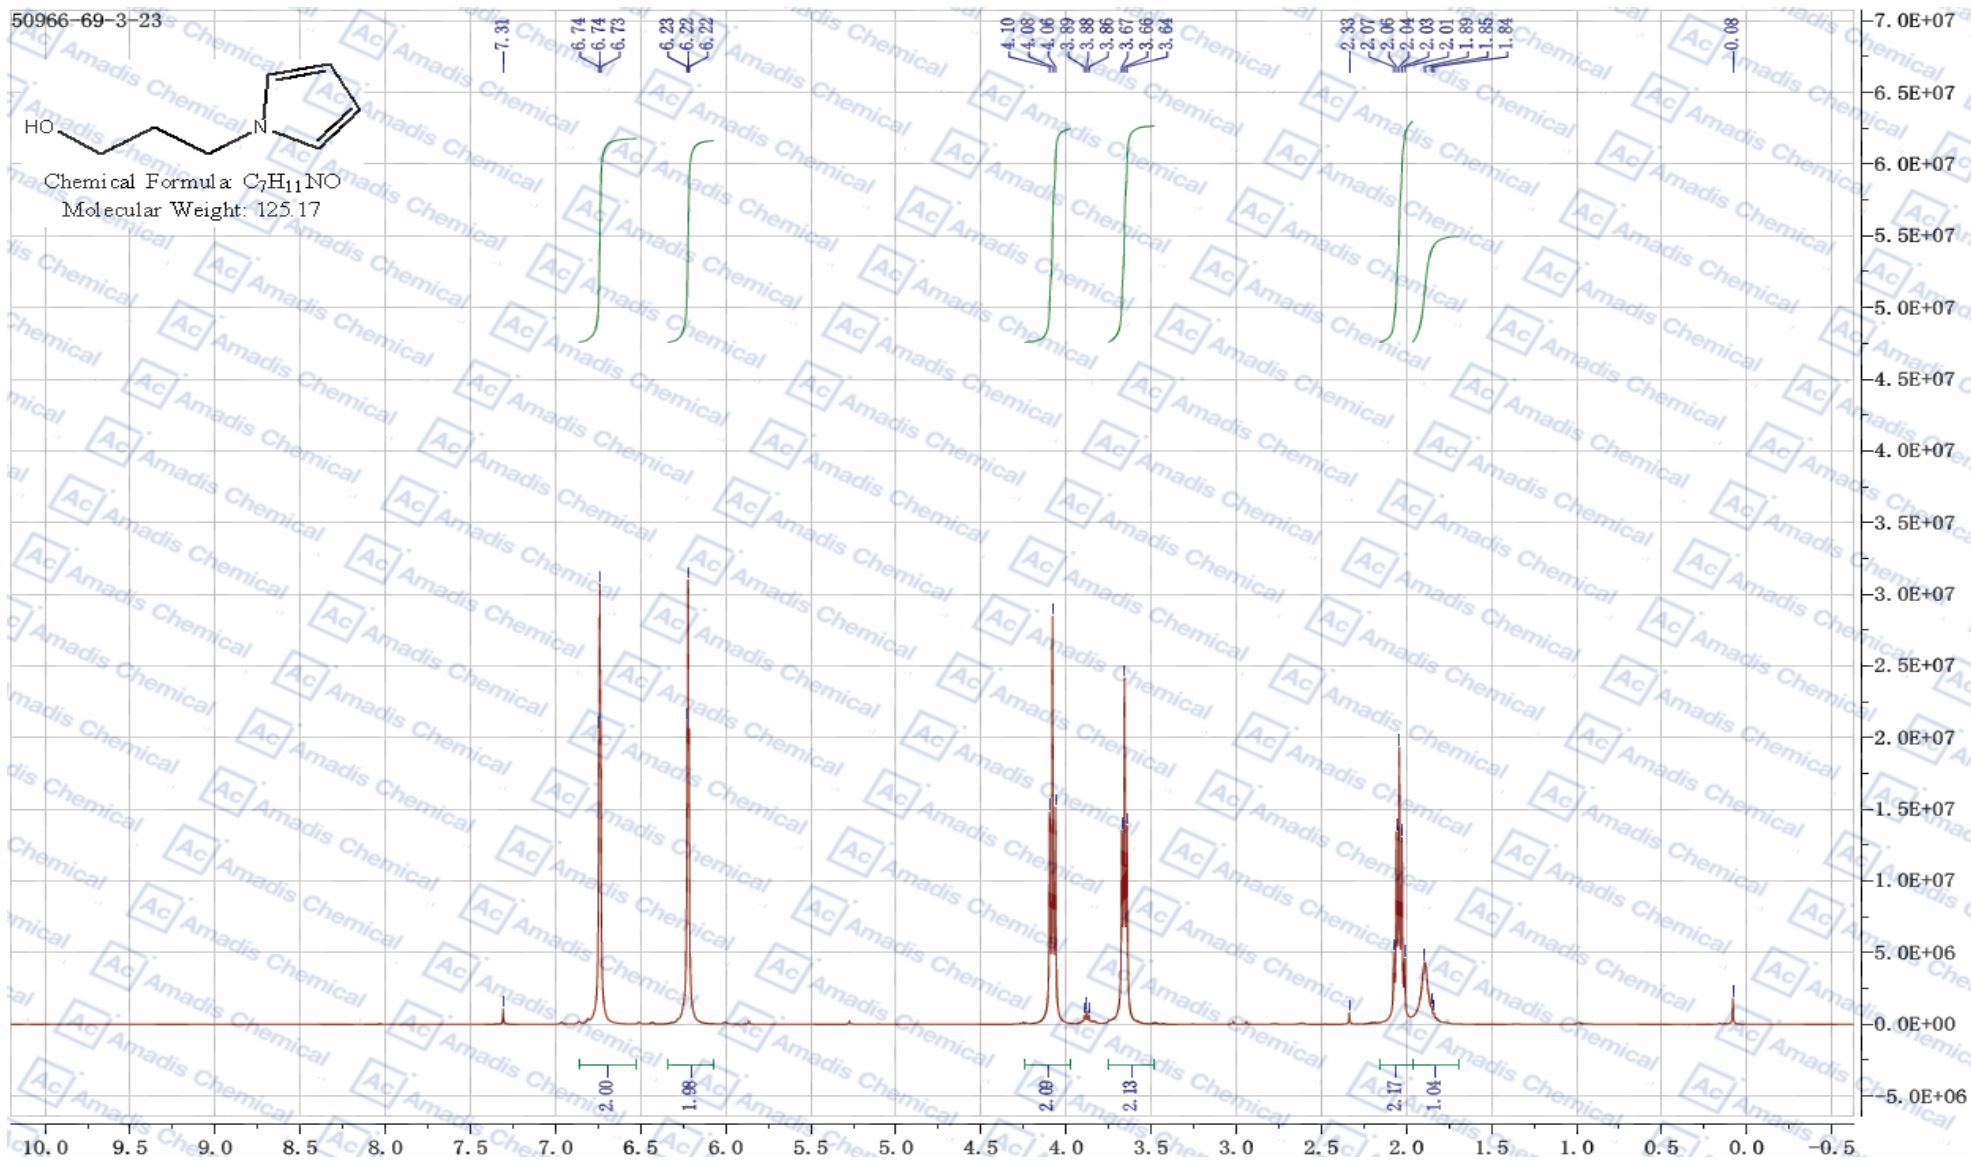 50966-69-3-23
7.31
6.74
6.74
6.73
6.23
6.22
6.22
4.10
4.08
4.06
3.89
3.88
3.86
3.67
3.66
3.64
2.33
2.07
2.06
2.04
2.03
2.01
1.89
1.85
1.84
0.08
HO
N
Chemical Formula: C₇H₁₁NO
Molecular Weight: 125.17
7.0E+07
6.5E+07
6.0E+07
5.5E+07
5.0E+07
4.5E+07
4.0E+07
3.5E+07
3.0E+07
2.5E+07
2.0E+07
1.5E+07
1.0E+07
5.0E+06
0.0E+00
-5.0E+06
2.00
1.98
2.09
2.13
2.17
1.04
10.0 9.5 9.0 8.5 8.0 7.5 7.0 6.5 6.0 5.5 5.0 4.5 4.0 3.5 3.0 2.5 2.0 1.5 1.0 0.5 0.0 -0.5
Ac Amadis Chemical